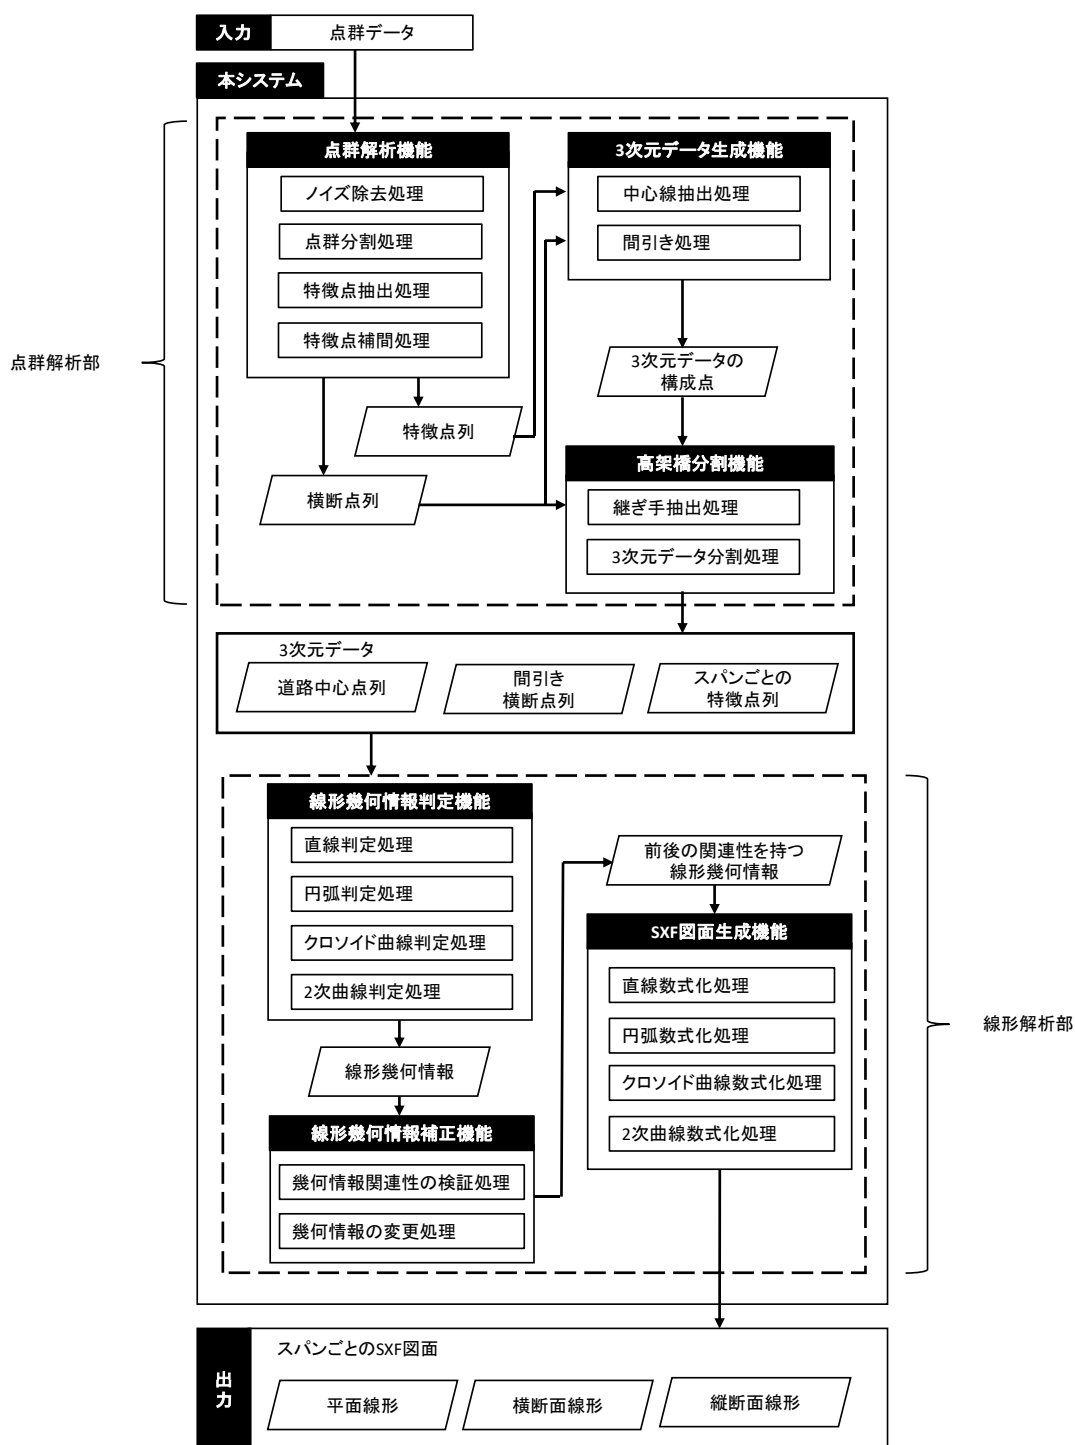 入力
点群データ
本システム
点群解析部
点群解析機能
ノイズ除去処理
点群分割処理
特徴点抽出処理
特徴点補間処理
特徴点列
横断点列
3次元データ生成機能
中心線抽出処理
間引き処理
3次元データの
構成点
高架橋分割機能
継ぎ手抽出処理
3次元データ分割処理
3次元データ
道路中心点列
間引き
横断点列
スパンごとの
特徴点列
線形解析部
線形幾何情報判定機能
直線判定処理
円弧判定処理
クロソイド曲線判定処理
2次曲線判定処理
線形幾何情報
線形幾何情報補正機能
幾何情報関連性の検証処理
幾何情報の変更処理
前後の関連性を持つ
線形幾何情報
SXF図面生成機能
直線数式化処理
円弧数式化処理
クロソイド曲線数式化処理
2次曲線数式化処理
出力
スパンごとのSXF図面
平面線形
横断面線形
縦断面線形